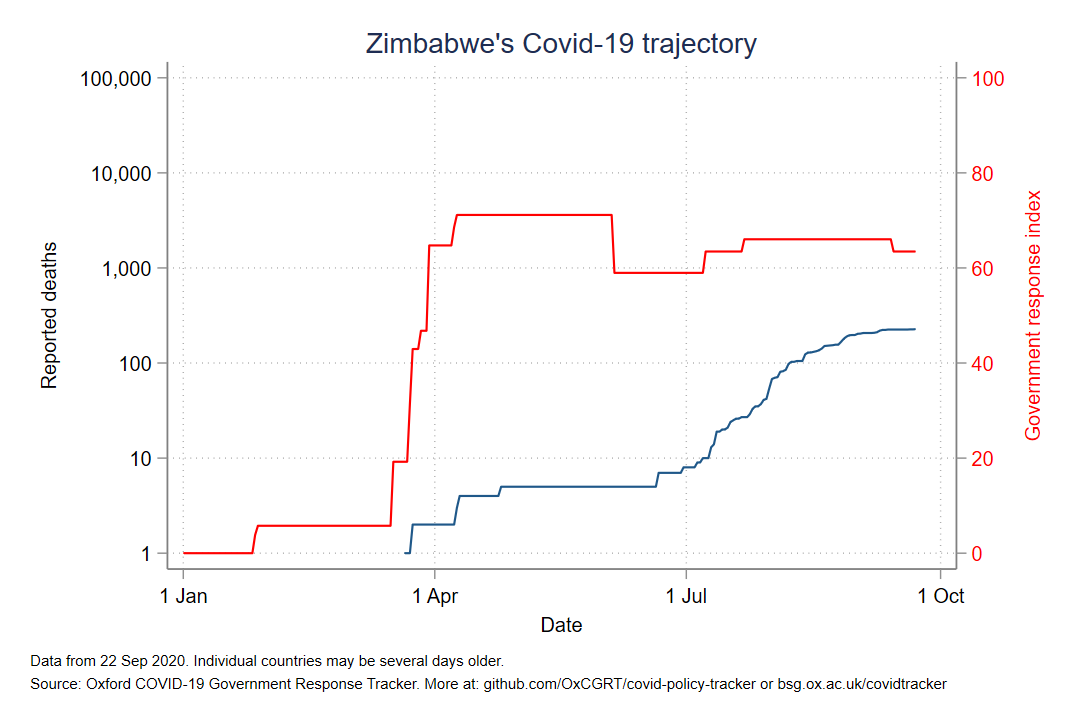 Zimbabwe's Covid-19 trajectory
100,000
10,000
1,000
100
10
1
Reported deaths
100
80
60
40
20
0
Government response index
1 Jan
1 Apr
1 Jul
1 Oct
Date
Data from 22 Sep 2020. Individual countries may be several days older.
Source: Oxford COVID-19 Government Response Tracker. More at: github.com/OxCGRT/covid-policy-tracker or bsg.ox.ac.uk/covidtracker